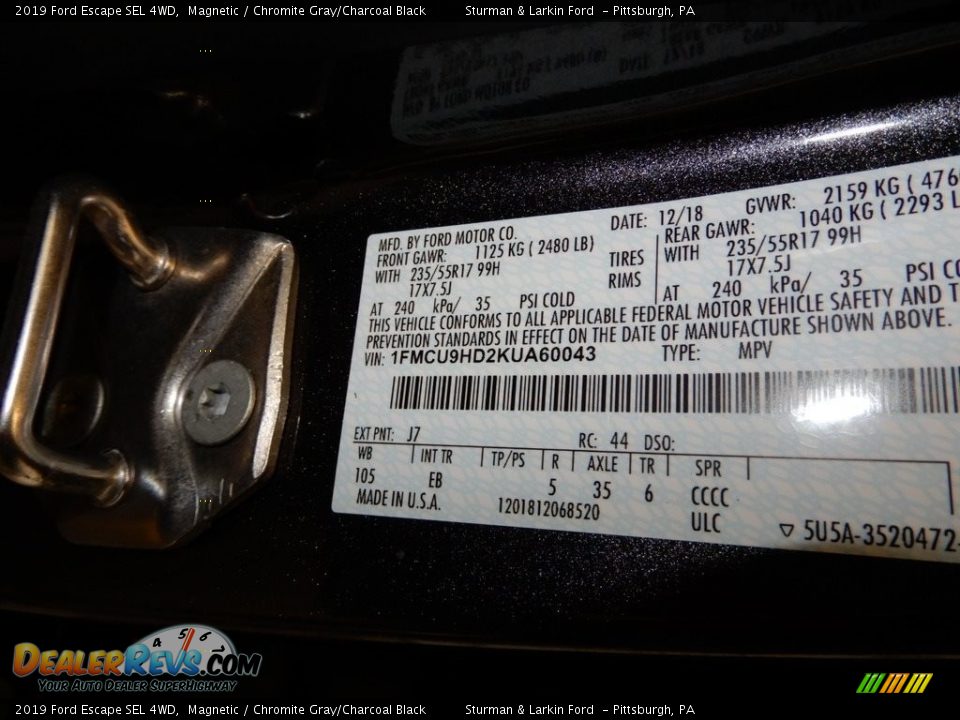 2019 Ford Escape SEL 4WD, Magnetic / Chromite Gray/Charcoal Black Sturman & Larkin Ford - Pittsburgh, PA
MFD. BY FORD MOTOR CO. DATE: 12/18 GVWR: 2159 KG ( 476
FRONT GAWR: 1125 KG ( 2480 LB) REAR GAWR: 1040 KG ( 2293 L
WITH 235/55R17 99H TIRES WITH 235/55R17 99H
17X7.5J RIMS 17X7.5J
AT 240 kPa/ 35 PSI COLD AT 240 kPa/ 35 PSI CO
THIS VEHICLE CONFORMS TO ALL APPLICABLE FEDERAL MOTOR VEHICLE SAFETY AND T
PREVENTION STANDARDS IN EFFECT ON THE DATE OF MANUFACTURE SHOWN ABOVE.
VIN: 1FMCU9HD2KUA60043 TYPE: MPV
EXT PNT: J7 RC: 44 DSO:
WB INT TR TP/PS R AXLE TR SPR
105 EB 5 35 6 CCCC
MADE IN U.S.A. 1201812068520 ULC
▽ 5U5A-3520472-
4 5 6
DEALERREVS.COM
Your Auto Dealer SuperHighway
2019 Ford Escape SEL 4WD, Magnetic / Chromite Gray/Charcoal Black Sturman & Larkin Ford - Pittsburgh, PA